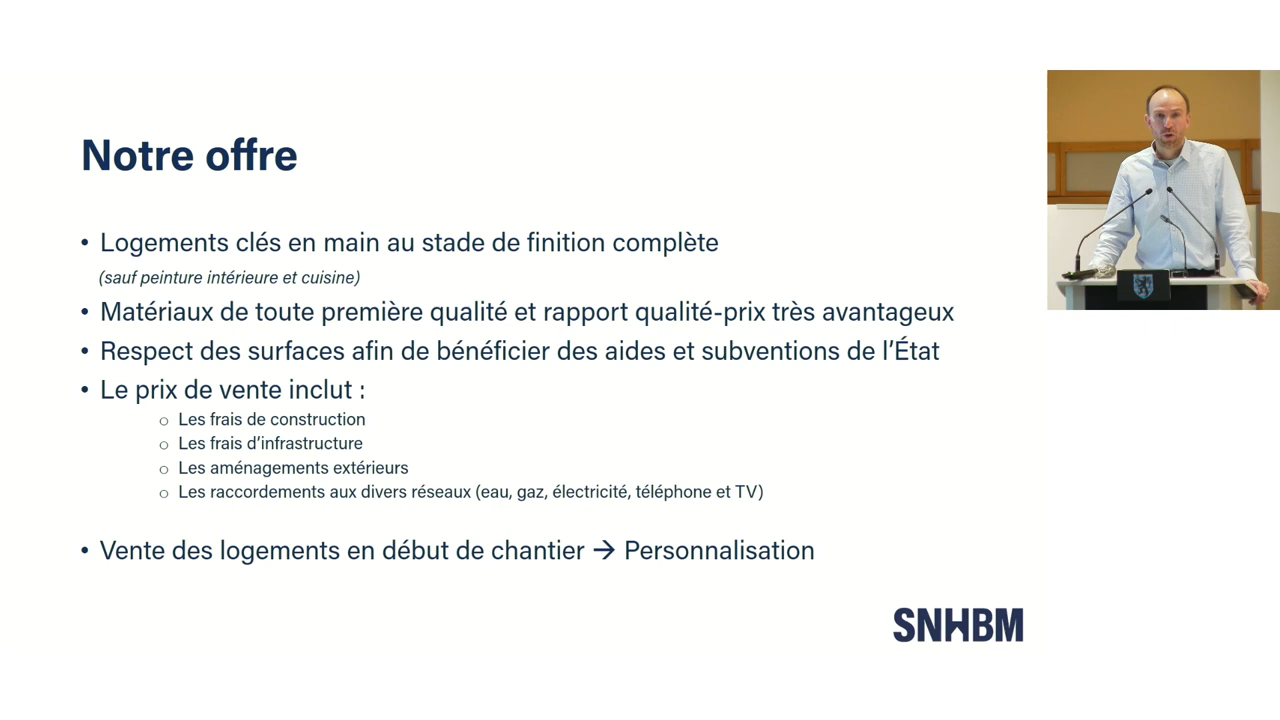 Notre offre
• Logements clés en main au stade de finition complète
(sauf peinture intérieure et cuisine)
• Matériaux de toute première qualité et rapport qualité-prix très avantageux
• Respect des surfaces afin de bénéficier des aides et subventions de l’État
• Le prix de vente inclut :
o Les frais de construction
o Les frais d’infrastructure
o Les aménagements extérieurs
o Les raccordements aux divers réseaux (eau, gaz, électricité, téléphone et TV)
• Vente des logements en début de chantier → Personnalisation
SNHBM